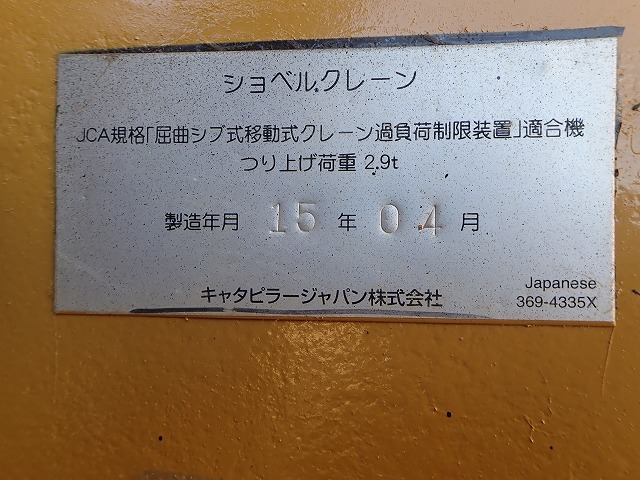 ショベルクレーン
JCA規格「屈曲ジブ式移動式クレーン過負荷制限装置」適合機
つり上げ荷重 2.9t
製造年月 15 年 04 月
キャタピラージャパン株式会社
Japanese
369-4335X